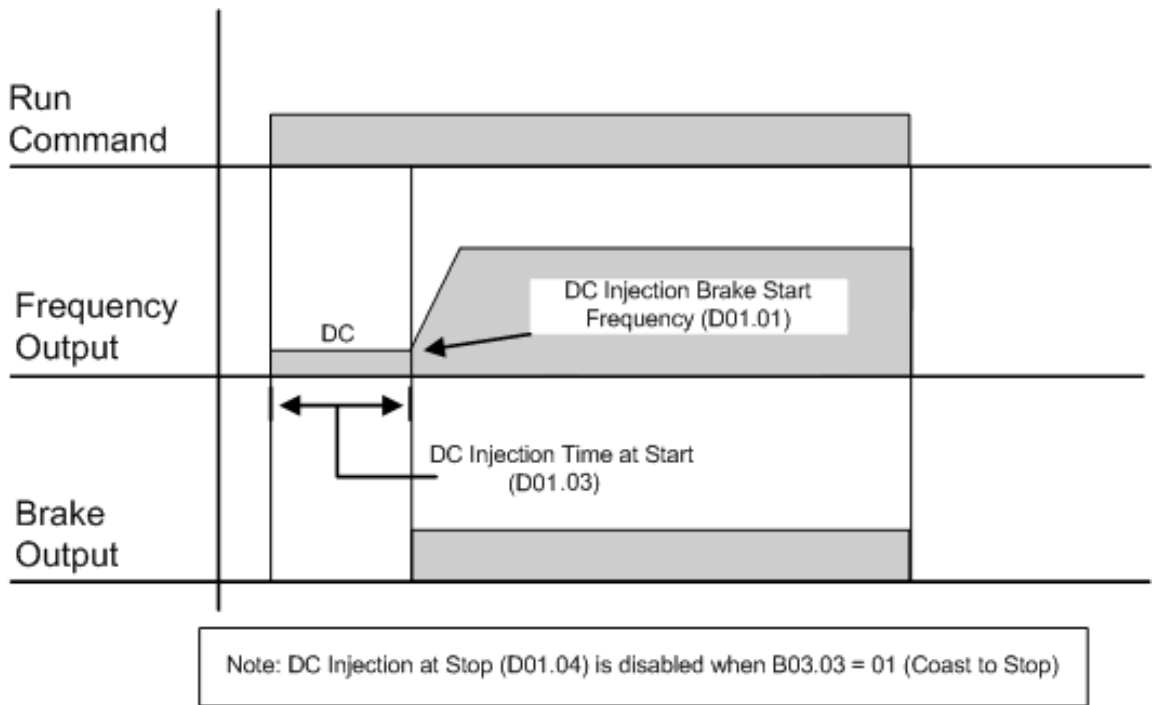 Run
Command
Frequency
Output
DC
DC Injection Brake Start
Frequency (D01.01)
DC Injection Time at Start
(D01.03)
Brake
Output
Note: DC Injection at Stop (D01.04) is disabled when B03.03 = 01 (Coast to Stop)